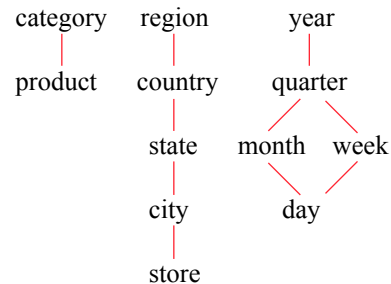 category region year
product country quarter
state month week
city day
store